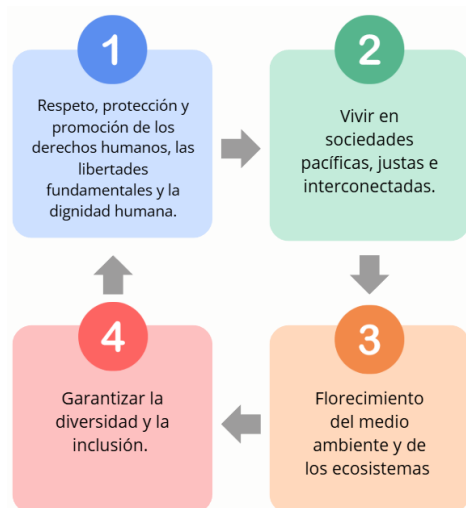 1
Respeto, protección y
promoción de los
derechos humanos, las
libertades
fundamentales y la
dignidad humana.
2
Vivir en
sociedades
pacíficas, justas e
interconectadas.
3
Florecimiento
del medio
ambiente y de
los ecosistemas
4
Garantizar la
diversidad y la
inclusión.